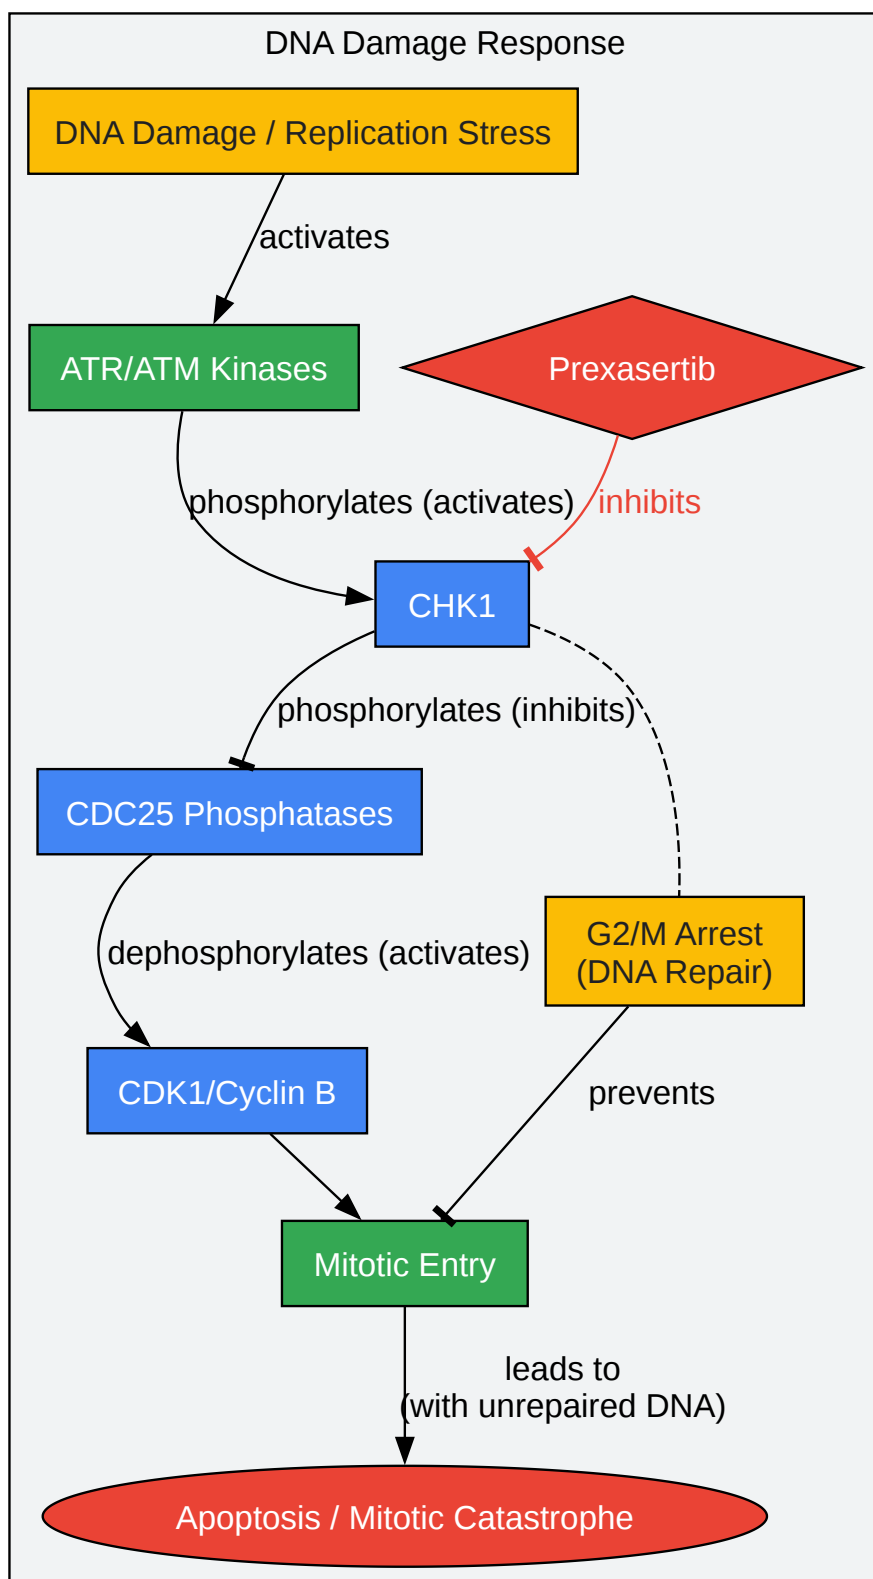 DNA Damage Response
DNA Damage / Replication Stress
activates
ATR/ATM Kinases
Prexasertib
phosphorylates (activates)
inhibits
CHK1
phosphorylates (inhibits)
CDC25 Phosphatases
G2/M Arrest
(DNA Repair)
dephosphorylates (activates)
CDK1/Cyclin B
prevents
Mitotic Entry
leads to
(with unrepaired DNA)
Apoptosis / Mitotic Catastrophe